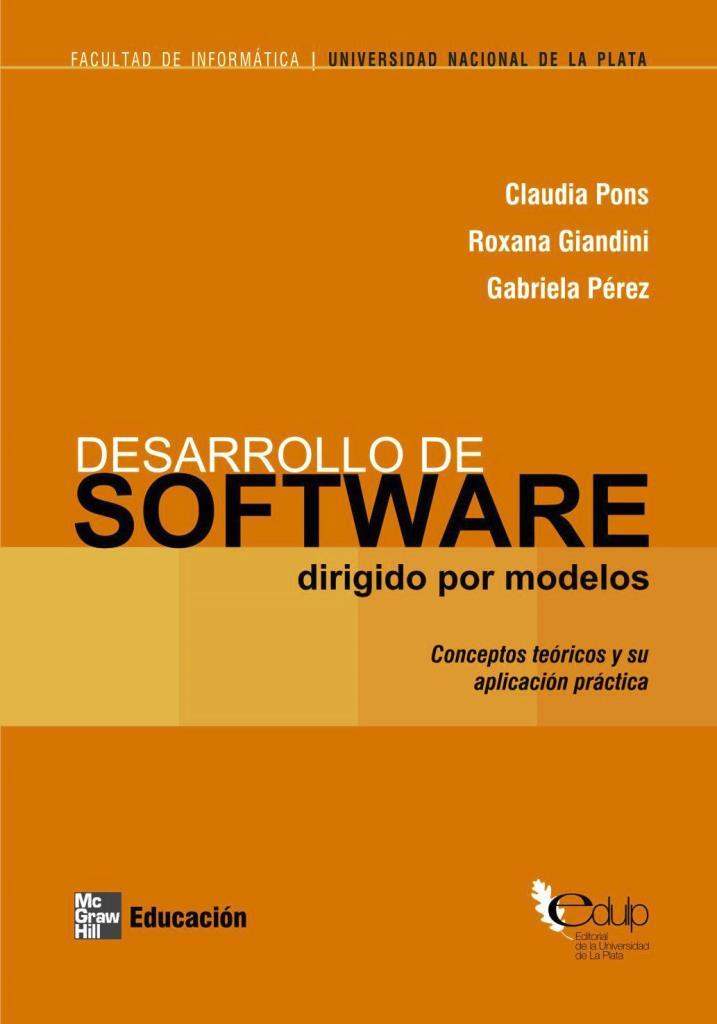 FACULTAD DE INFORMÁTICA | UNIVERSIDAD NACIONAL DE LA PLATA
Claudia Pons
Roxana Giandini
Gabriela Pérez
DESARROLLO DE
SOFTWARE
dirigido por modelos
Conceptos teóricos y su
aplicación práctica
Mc
Graw
Hill
Educación
edulp
Editorial
de la Universidad
de La Plata